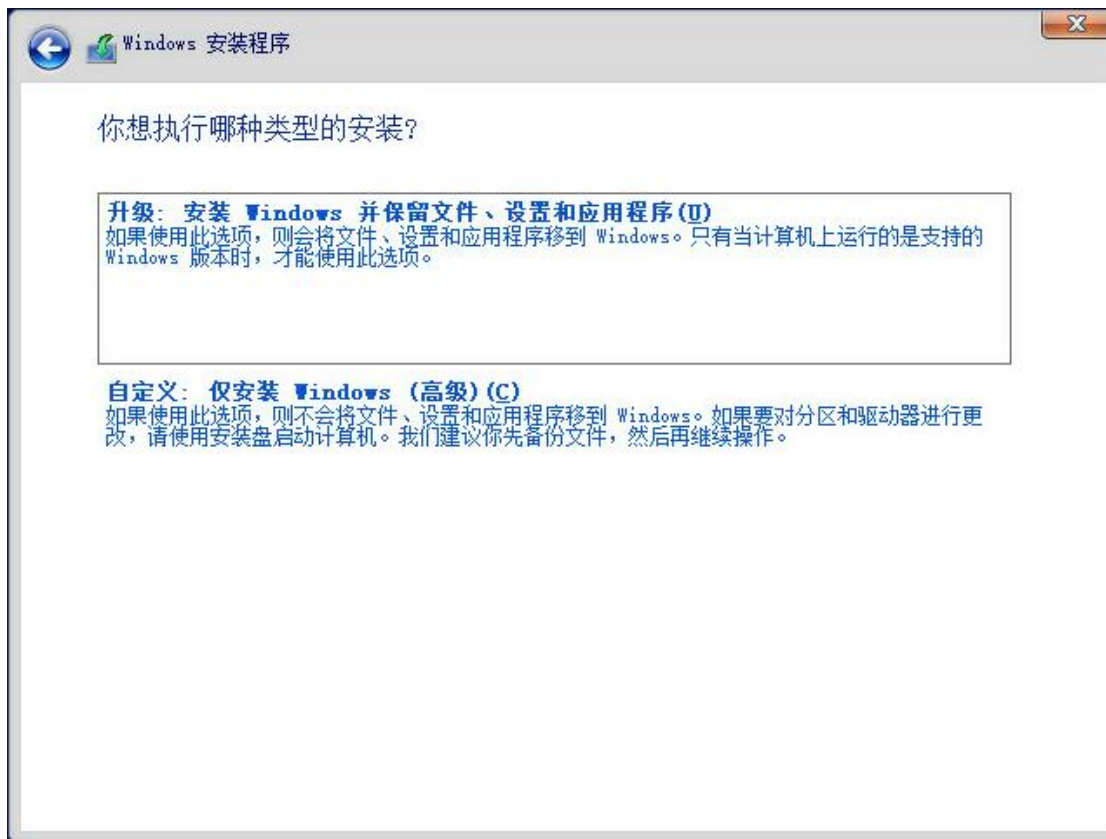 Windows 安装程序
你想执行哪种类型的安装?
升级: 安装 Windows 并保留文件、设置和应用程序(U)
如果使用此选项，则会将文件、设置和应用程序移到 Windows。只有当计算机上运行的是支持的
Windows 版本时，才能使用此选项。
自定义: 仅安装 Windows (高级)(C)
如果使用此选项，则不会将文件、设置和应用程序移到 Windows。如果要对分区和驱动器进行更
改，请使用安装盘启动计算机。我们建议你先备份文件，然后再继续操作。